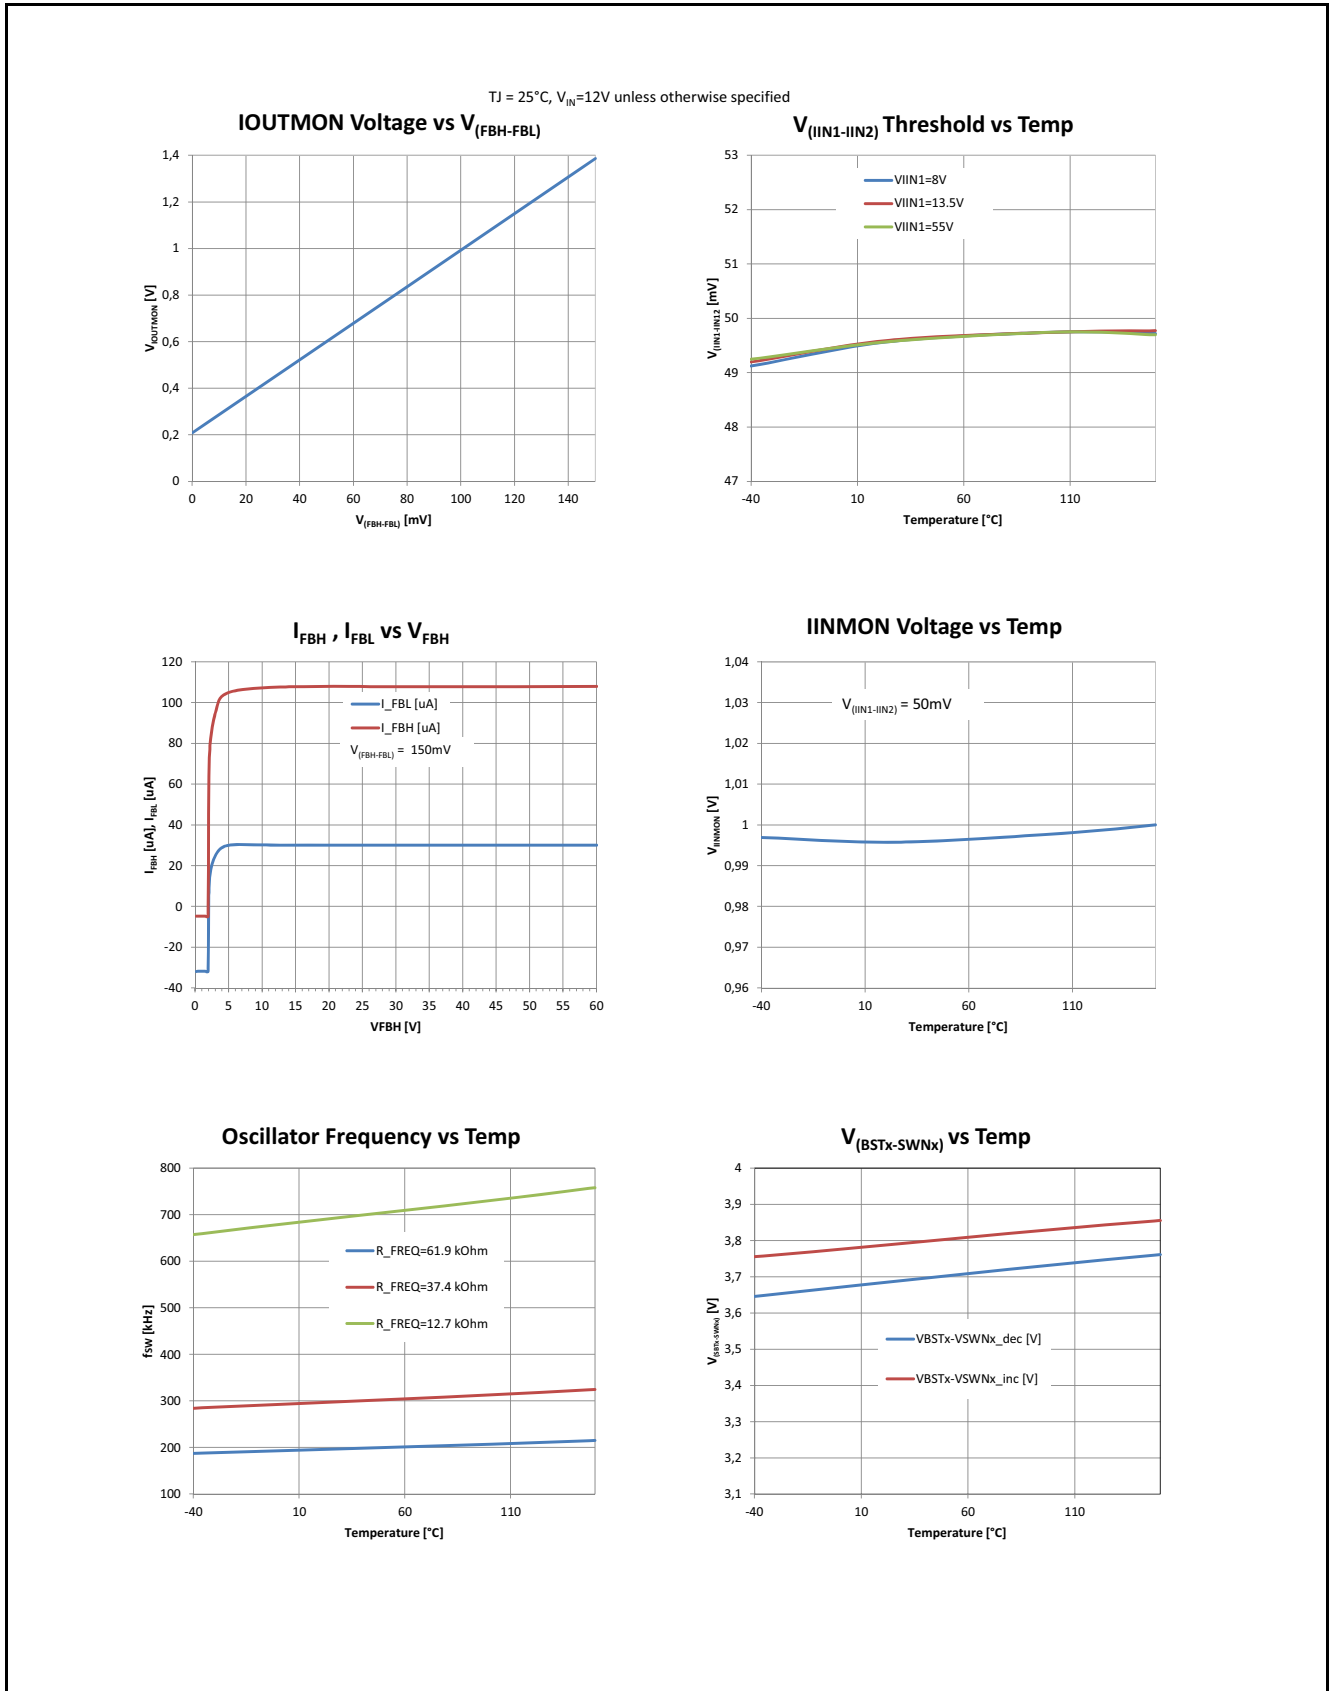 TJ = 25°C, VIN=12V unless otherwise specified
IOUTMON Voltage vs V(FBH-FBL)
1,4
1,2
1
0,8
0,6
0,4
0,2
0
0 20 40 60 80 100 120 140
VIOUTMON [V]
V(FBH-FBL) [mV]
V(IIN1-IIN2) Threshold vs Temp
53
52
51
50
49
48
47
-40 10 60 110
VIIN1=8V
VIIN1=13.5V
VIIN1=55V
V(IIN1-IIN12 [mV]
Temperature [°C]
IFBH , IFBL vs VFBH
120
100
80
60
40
20
0
-20
-40
0 5 10 15 20 25 30 35 40 45 50 55 60
I_FBL [uA]
I_FBH [uA]
V(FBH-FBL) = 150mV
IFBH [uA], IFBL [uA]
VFBH [V]
IINMON Voltage vs Temp
1,04
1,03
1,02
1,01
1
0,99
0,98
0,97
0,96
-40 10 60 110
V(IIN1-IIN2) = 50mV
VIINMON [V]
Temperature [°C]
Oscillator Frequency vs Temp
800
700
600
500
400
300
200
100
-40 10 60 110
R_FREQ=61.9 kOhm
R_FREQ=37.4 kOhm
R_FREQ=12.7 kOhm
fsw [kHz]
Temperature [°C]
V(BSTx-SWNx) vs Temp
4
3,9
3,8
3,7
3,6
3,5
3,4
3,3
3,2
3,1
-40 10 60 110
VBSTx-VSWNx_dec [V]
VBSTx-VSWNx_inc [V]
V(SBTx-SWNx) [V]
Temperature [°C]